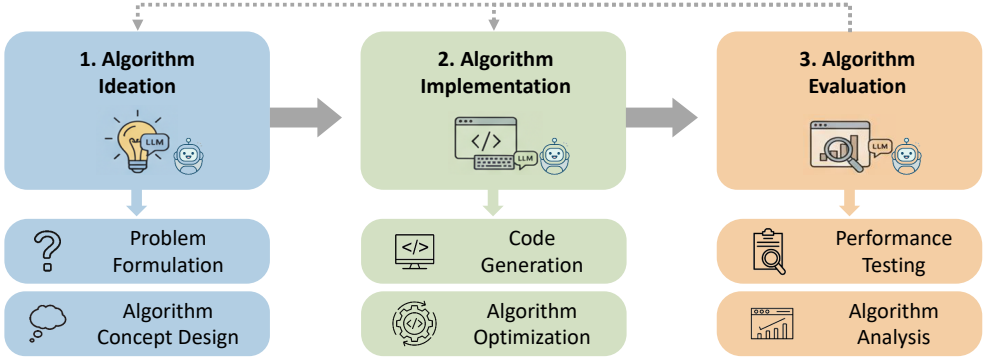 1. Algorithm
Ideation
LLM
2. Algorithm
Implementation
</>
LLM
3. Algorithm
Evaluation
LLM
Problem
Formulation
Algorithm
Concept Design
</>
Code
Generation
</>
Algorithm
Optimization
Performance
Testing
Algorithm
Analysis